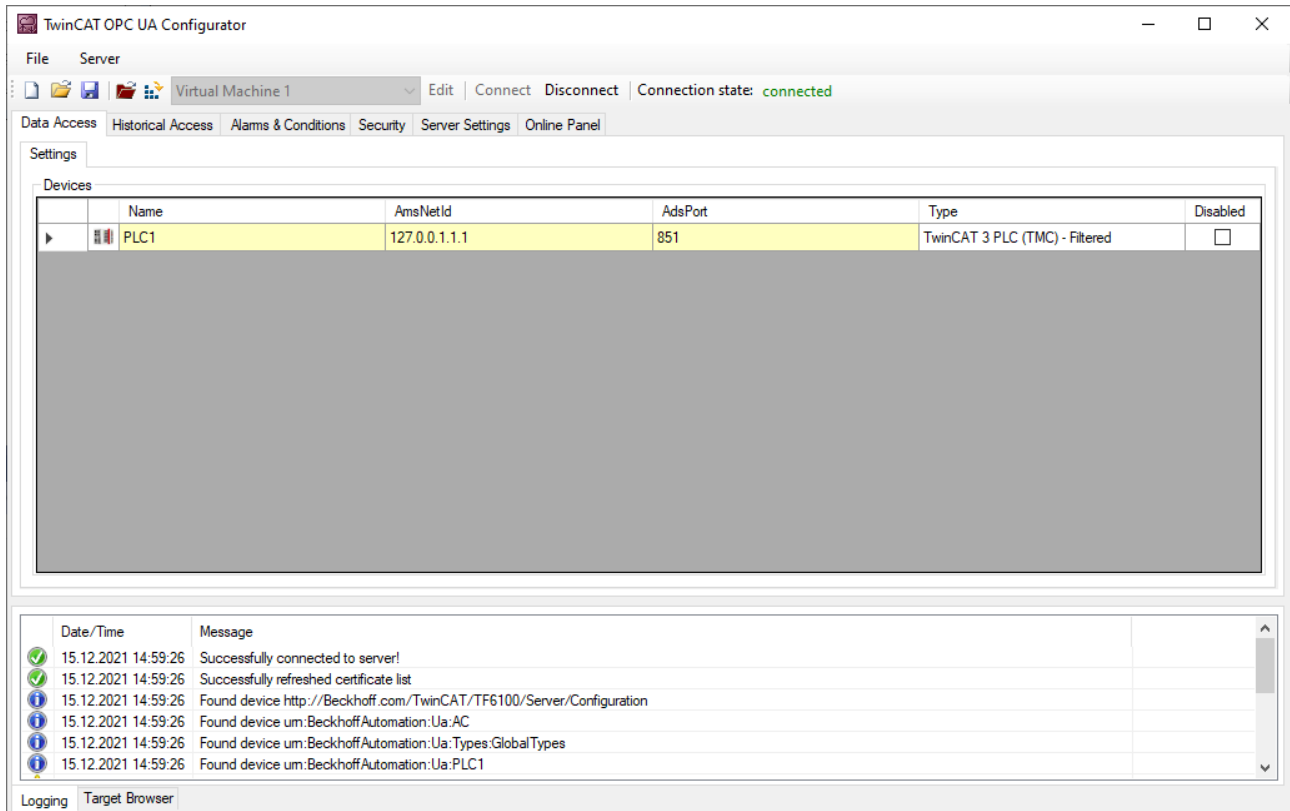 TwinCAT OPC UA Configurator
File Server
Virtual Machine 1 Edit Connect Disconnect Connection state: connected
Data Access Historical Access Alarms & Conditions Security Server Settings Online Panel
Settings
Devices
Name AmsNetId AdsPort Type Disabled
PLC1 127.0.0.1.1.1 851 TwinCAT 3 PLC (TMC) - Filtered
Date/Time Message
15.12.2021 14:59:26 Successfully connected to server!
15.12.2021 14:59:26 Successfully refreshed certificate list
15.12.2021 14:59:26 Found device http://Beckhoff.com/TwinCAT/TF6100/Server/Configuration
15.12.2021 14:59:26 Found device urn:BeckhoffAutomation:Ua:AC
15.12.2021 14:59:26 Found device urn:BeckhoffAutomation:Ua:Types:GlobalTypes
15.12.2021 14:59:26 Found device urn:BeckhoffAutomation:Ua:PLC1
Logging Target Browser